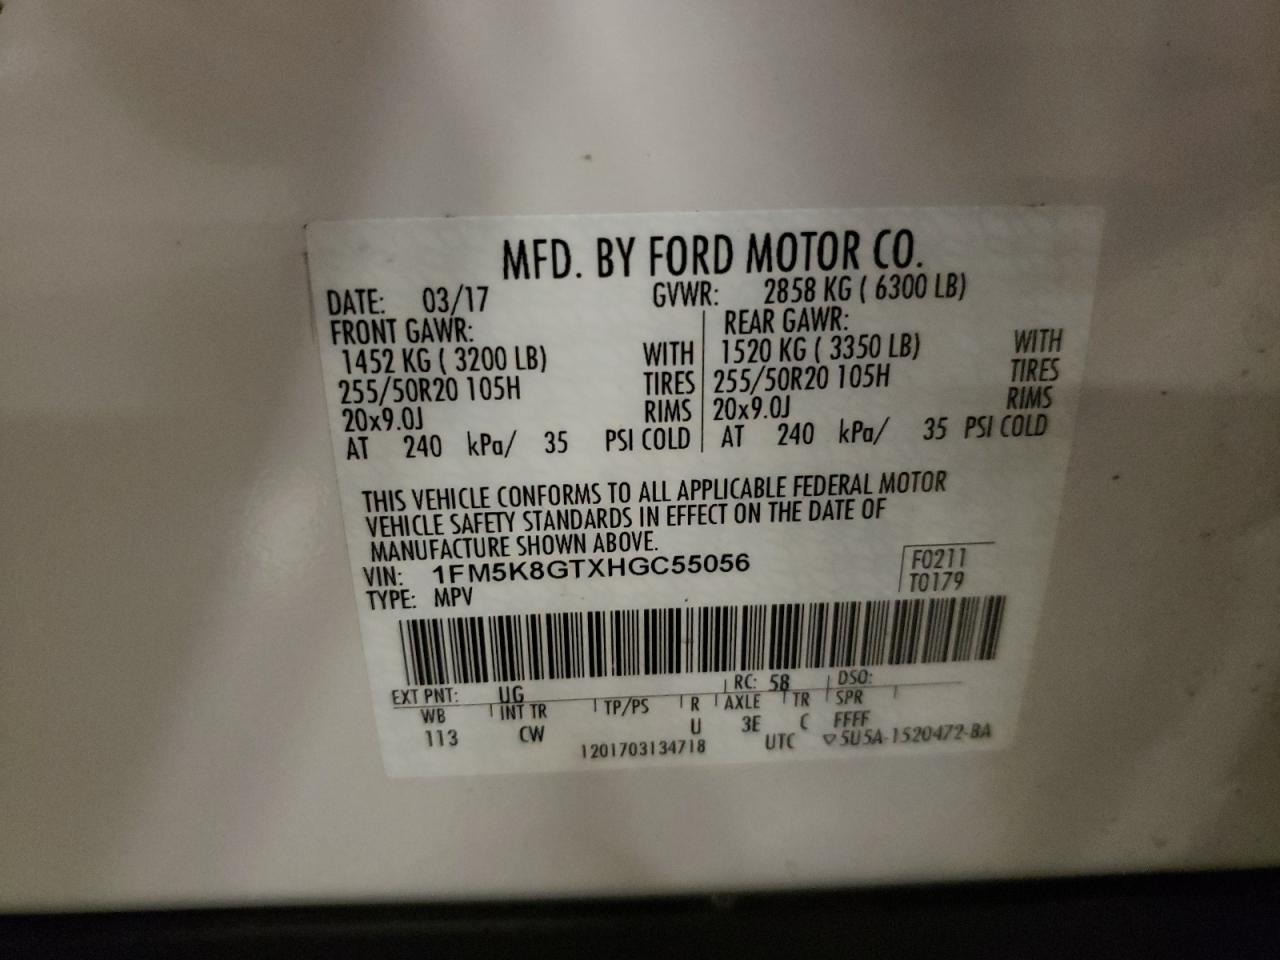 MFD. BY FORD MOTOR CO.
DATE: 03/17 GVWR: 2858 KG ( 6300 LB)
FRONT GAWR: REAR GAWR:
1452 KG ( 3200 LB) WITH 1520 KG ( 3350 LB) WITH
255/50R20 105H TIRES 255/50R20 105H TIRES
20x9.0J RIMS 20x9.0J RIMS
AT 240 kPa/ 35 PSI COLD AT 240 kPa/ 35 PSI COLD
THIS VEHICLE CONFORMS TO ALL APPLICABLE FEDERAL MOTOR
VEHICLE SAFETY STANDARDS IN EFFECT ON THE DATE OF
MANUFACTURE SHOWN ABOVE.
VIN: 1FM5K8GTXHGC55056 F0211
TYPE: MPV T0179
EXT PNT: UG RC: 58 DSO:
WB INT TR TP/PS R AXLE TR SPR
113 CW U 3E C FFFF
1201703134718 UTC ▽5U5A-1520472-BA